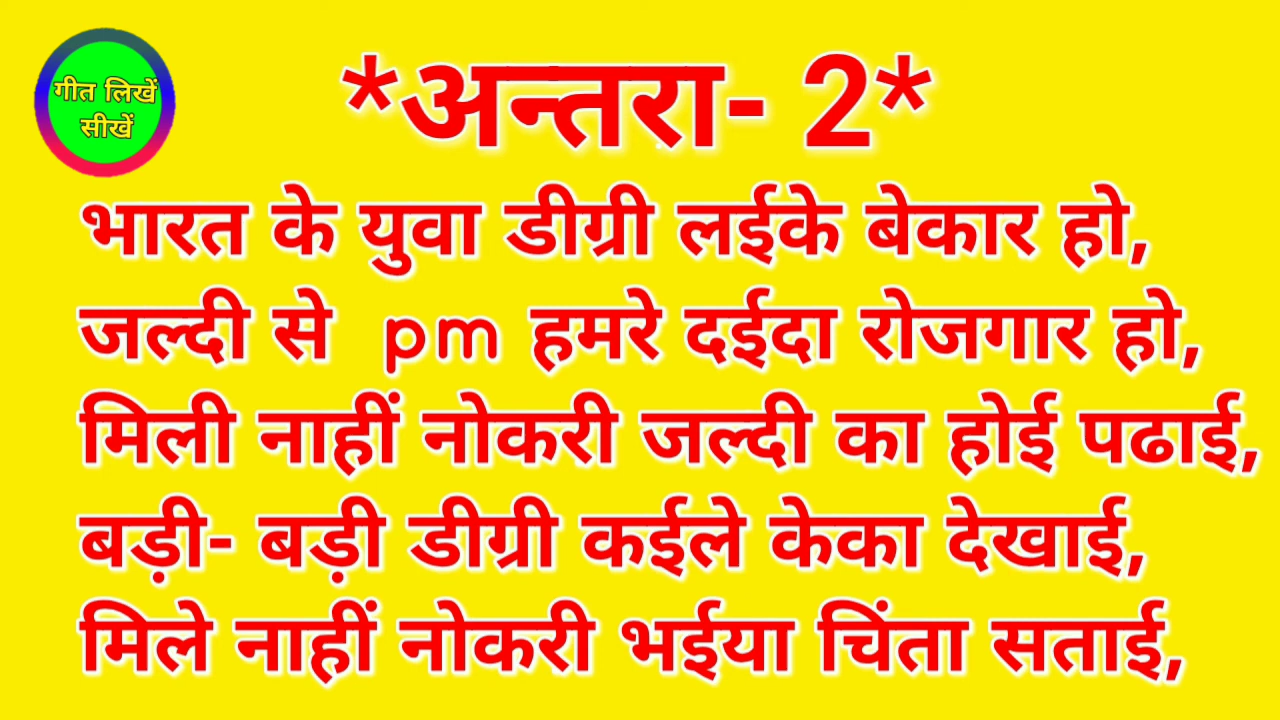 गीत लिखें
सीखें
*अन्तरा- 2*
भारत के युवा डीग्री लईके बेकार हो,
जल्दी से pm हमरे दईदा रोजगार हो,
मिली नाहीं नोकरी जल्दी का होई पढाई,
बड़ी- बड़ी डीग्री कईले केका देखाई,
मिले नाहीं नोकरी भईया चिंता सताई,